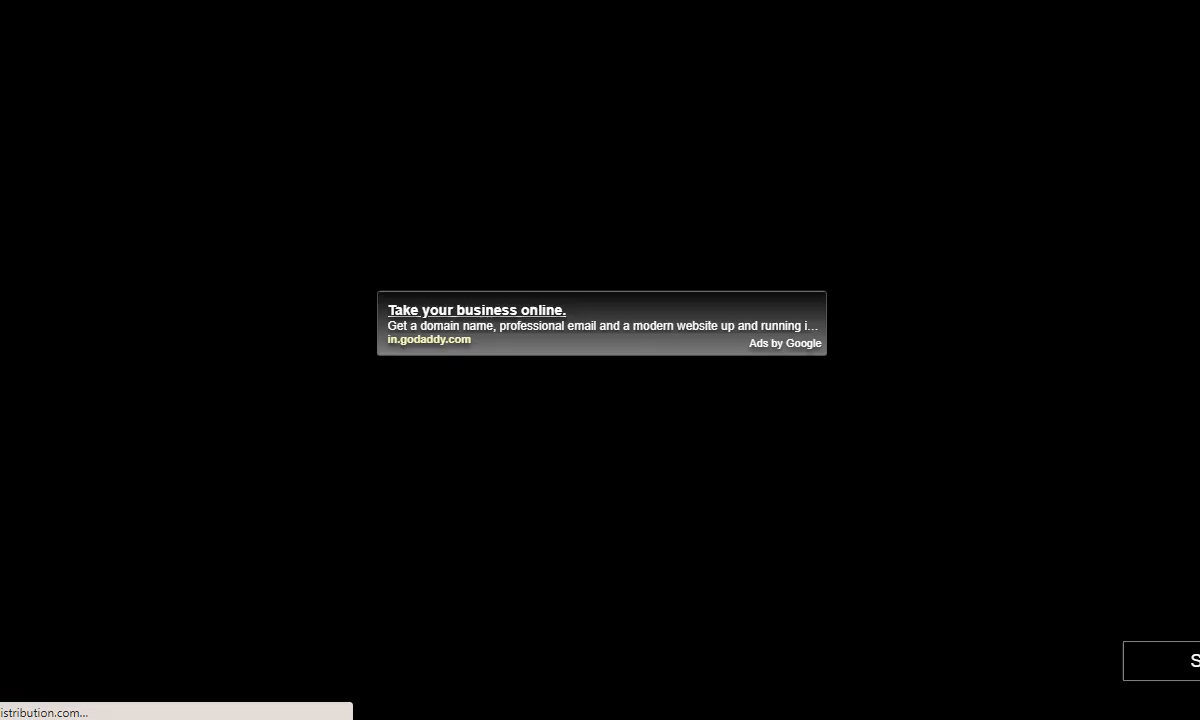 Take your business online.
Get a domain name, professional email and a modern website up and running i...
in.godaddy.com
Ads by Google
S
istribution.com...